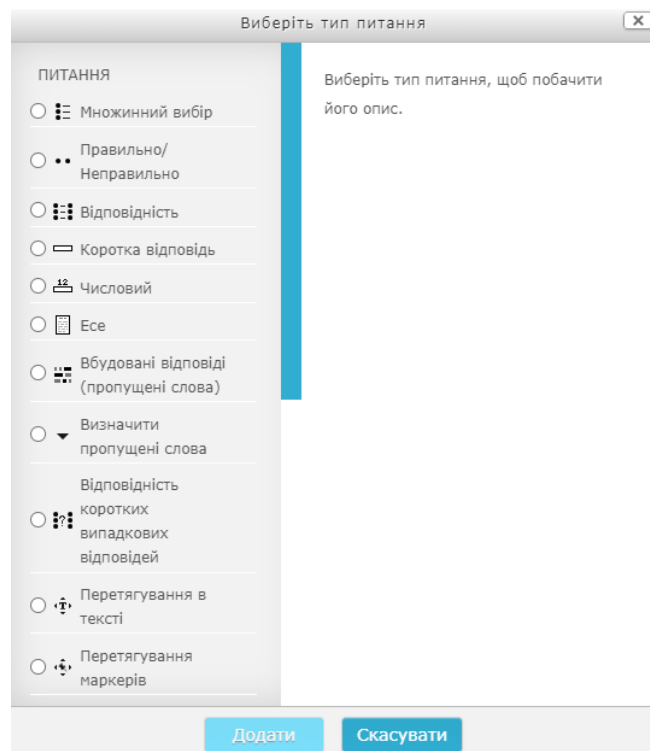 Виберіть тип питання
ПИТАННЯ
Множинний вибір
Правильно/
Неправильно
Відповідність
Коротка відповідь
12
Числовий
Есе
Вбудовані відповіді
(пропущені слова)
Визначити
пропущені слова
?
Відповідність
коротких
випадкових
відповідей
T
Перетягування в
тексті
Перетягування
маркерів
Виберіть тип питання, щоб побачити
його опис.
Додати
Скасувати